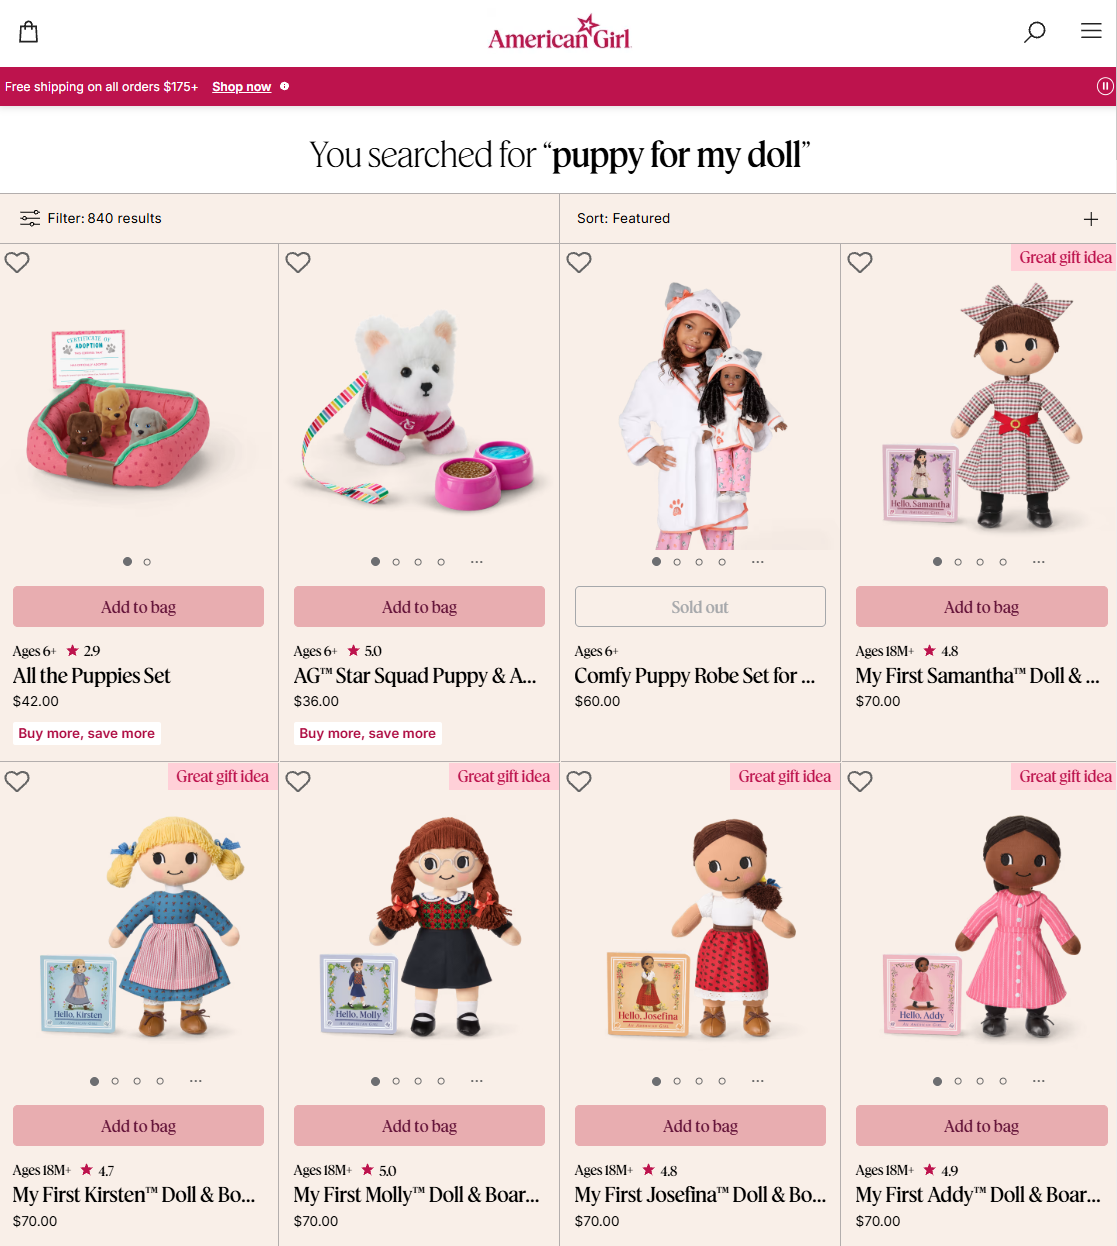 American Girl
Free shipping on all orders $175+ Shop now
You searched for “puppy for my doll”
Filter: 840 results
Sort: Featured
Great gift idea
CERTIFICATE OF
ADOPTION
Hello, Samantha
Add to bag
Add to bag
Sold out
Add to bag
Ages 6+ 2.9
All the Puppies Set
$42.00
Buy more, save more
Ages 6+ 5.0
AG™ Star Squad Puppy & A...
$36.00
Buy more, save more
Ages 6+
Comfy Puppy Robe Set for ...
$60.00
Ages 18M+ 4.8
My First Samantha™ Doll & ...
$70.00
Great gift idea
Great gift idea
Great gift idea
Great gift idea
Hello, Kirsten
Hello, Molly
Hello, Josefina
Hello, Addy
Add to bag
Add to bag
Add to bag
Add to bag
Ages 18M+ 4.7
My First Kirsten™ Doll & Bo...
$70.00
Ages 18M+ 5.0
My First Molly™ Doll & Boar...
$70.00
Ages 18M+ 4.8
My First Josefina™ Doll & Bo...
$70.00
Ages 18M+ 4.9
My First Addy™ Doll & Boar...
$70.00